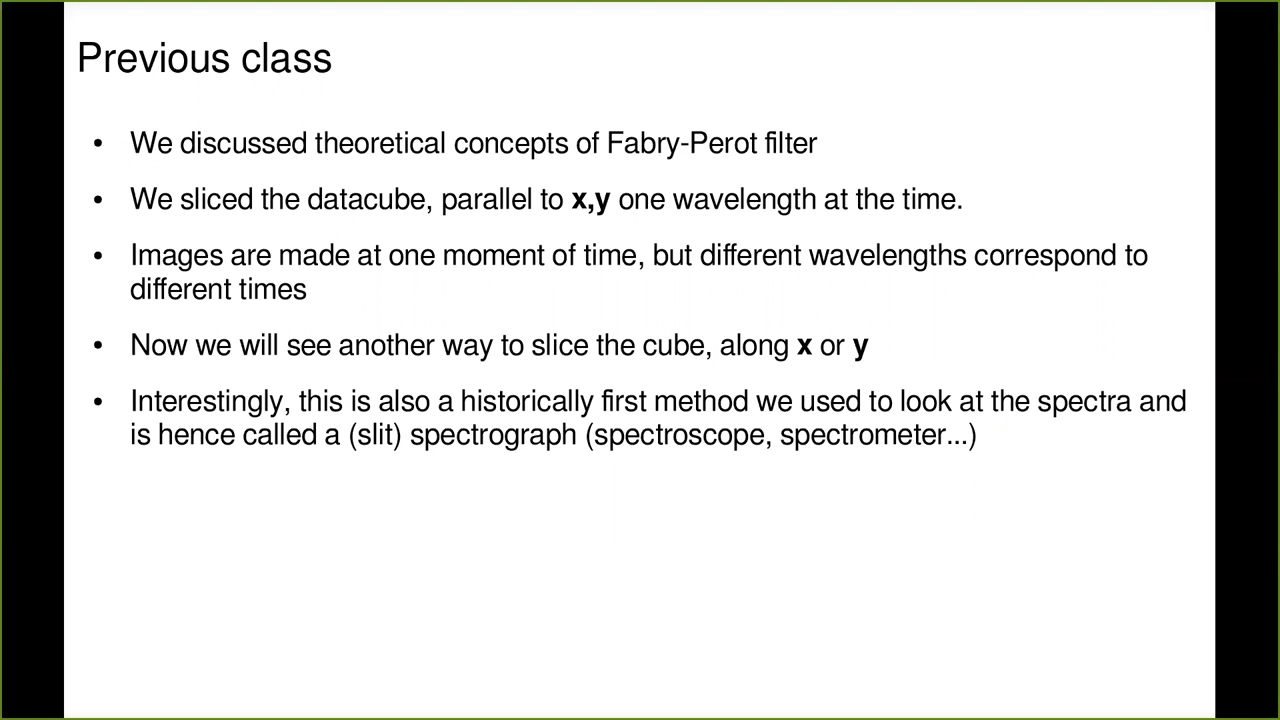 Previous class
• We discussed theoretical concepts of Fabry-Perot filter
• We sliced the datacube, parallel to x,y one wavelength at the time.
• Images are made at one moment of time, but different wavelengths correspond to
different times
• Now we will see another way to slice the cube, along x or y
• Interestingly, this is also a historically first method we used to look at the spectra and
is hence called a (slit) spectrograph (spectroscope, spectrometer...)